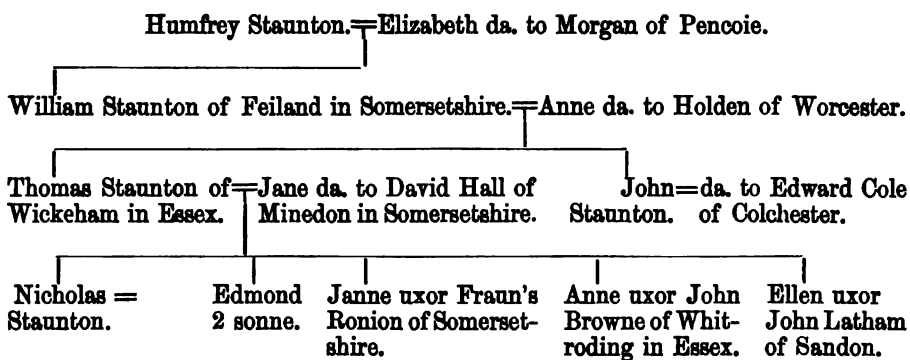 Humfrey Staunton.=Elizabeth da. to Morgan of Pencoie.
William Staunton of Feiland in Somersetshire.=Anne da. to Holden of Worcester.
Thomas Staunton of=Jane da. to David Hall of
Wickeham in Essex. Minedon in Somersetshire.
John=da. to Edward Cole
Staunton. of Colchester.
Nicholas =
Staunton.
Edmond
2 sonne.
Janne uxor Fraun's
Ronion of Somerset-
shire.
Anne uxor John
Browne of Whit-
roding in Essex.
Ellen uxor
John Latham
of Sandon.